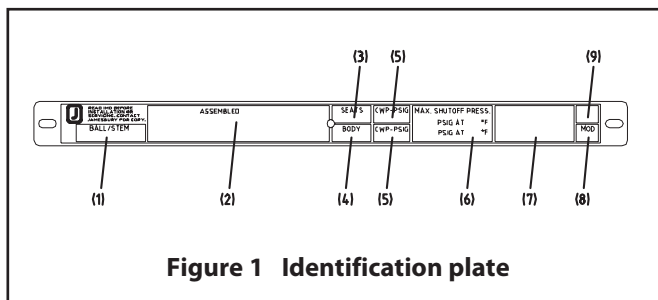 (3) (5) (9)
J
READ IMO BEFORE
INSTALLATION OR
SERVICING. CONTACT
JAMESBURY FOR COPY.
BALL/STEM
ASSEMBLED
SEATS
BODY
CWP-PSIG
CWP-PSIG
MAX. SHUTOFF PRESS.
PSIG AT °F
PSIG AT °F
MOD
(1) (2) (4) (5) (6) (7) (8)
Figure 1 Identification plate